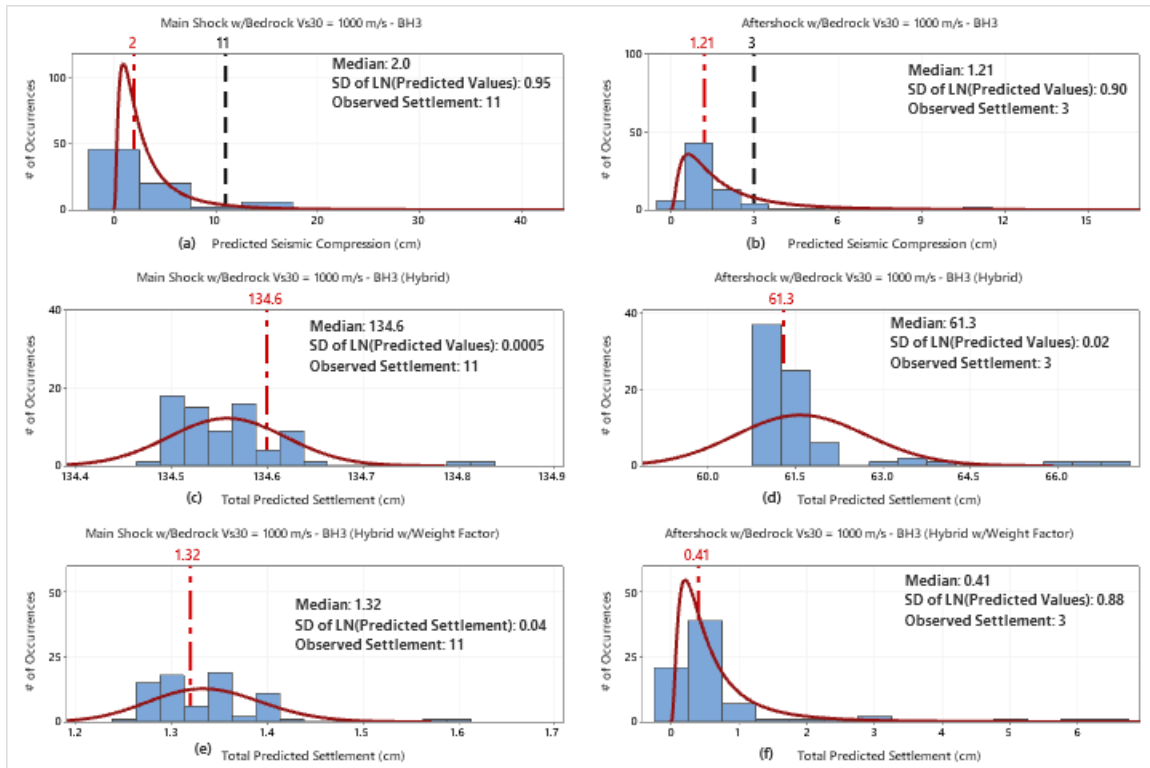 Main Shock w/Bedrock Vs30 = 1000 m/s - BH3
2
11
Median: 2.0
SD of LN(Predicted Values): 0.95
Observed Settlement: 11
# of Occurrences
100
50
0
0
10
20
30
40
(a)
Predicted Seismic Compression (cm)
Aftershock w/Bedrock Vs30 = 1000 m/s - BH3
1.21
3
Median: 1.21
SD of LN(Predicted Values): 0.90
Observed Settlement: 3
# of Occurrences
100
50
0
0
3
6
9
12
15
(b)
Predicted Seismic Compression (cm)
Main Shock w/Bedrock Vs30 = 1000 m/s - BH3 (Hybrid)
134.6
Median: 134.6
SD of LN(Predicted Values): 0.0005
Observed Settlement: 11
# of Occurrences
40
20
0
134.4
134.5
134.6
134.7
134.8
134.9
(c)
Total Predicted Settlement (cm)
Aftershock w/Bedrock Vs30 = 1000 m/s - BH3 (Hybrid)
61.3
Median: 61.3
SD of LN(Predicted Values): 0.02
Observed Settlement: 3
# of Occurrences
40
20
0
60.0
61.5
63.0
64.5
66.0
(d)
Total Predicted Settlement (cm)
Main Shock w/Bedrock Vs30 = 1000 m/s - BH3 (Hybrid w/Weight Factor)
1.32
Median: 1.32
SD of LN(Predicted Settlement): 0.04
Observed Settlement: 11
# of Occurrences
50
25
0
1.2
1.3
1.4
1.5
1.6
1.7
(e)
Total Predicted Settlement (cm)
Aftershock w/Bedrock Vs30 = 1000 m/s - BH3 (Hybrid w/Weight Factor)
0.41
Median: 0.41
SD of LN(Predicted Values): 0.88
Observed Settlement: 3
# of Occurrences
50
25
0
0
1
2
3
4
5
6
(f)
Total Predicted Settlement (cm)